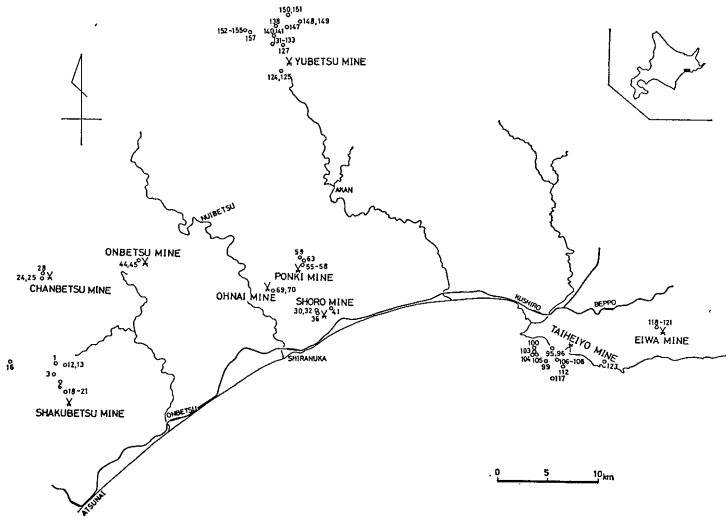 150,151
138
148,149
147
152-155
157
140,141
31-133
127
YUBETSU MINE
124,125
AKAN
NUIBETSU
59
63
55-58
PONKI MINE
ONBETSU MINE
44,45
28
24,25
CHANBETSU MINE
OHNAI MINE
69,70
SHORO MINE
30,32
41
36
KUSHIRO
BEPPO
118-121
EIWA MINE
TAIHEIYO MINE
100
103
104
105
95,96
99
106-108
112
117
123
SHIRANUKA
1
12,13
16
3
6
18-21
SHAKUBETSU MINE
ONBETSU
ATSUNAI
0 5 10km